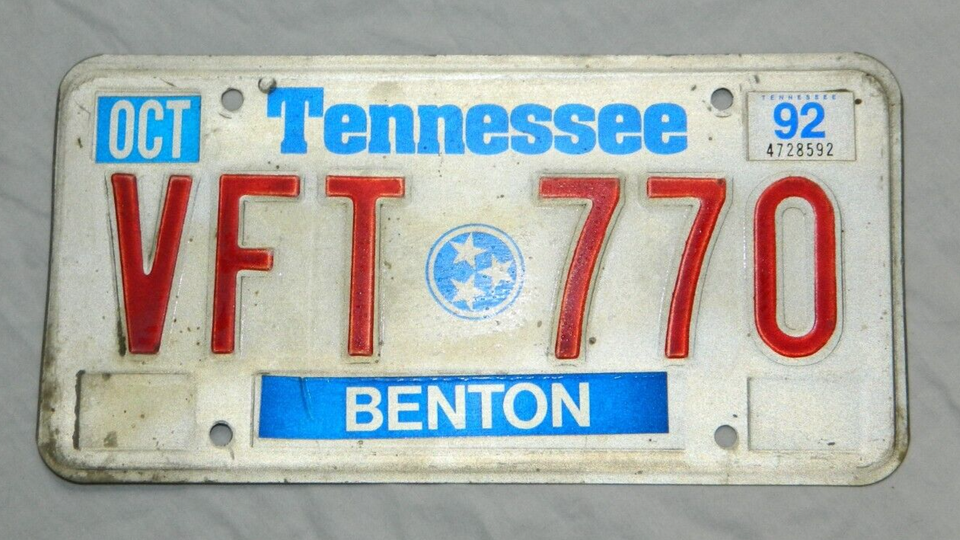 OCT
Tennessee
TENNESSEE
92
4728592
VFT 770
BENTON